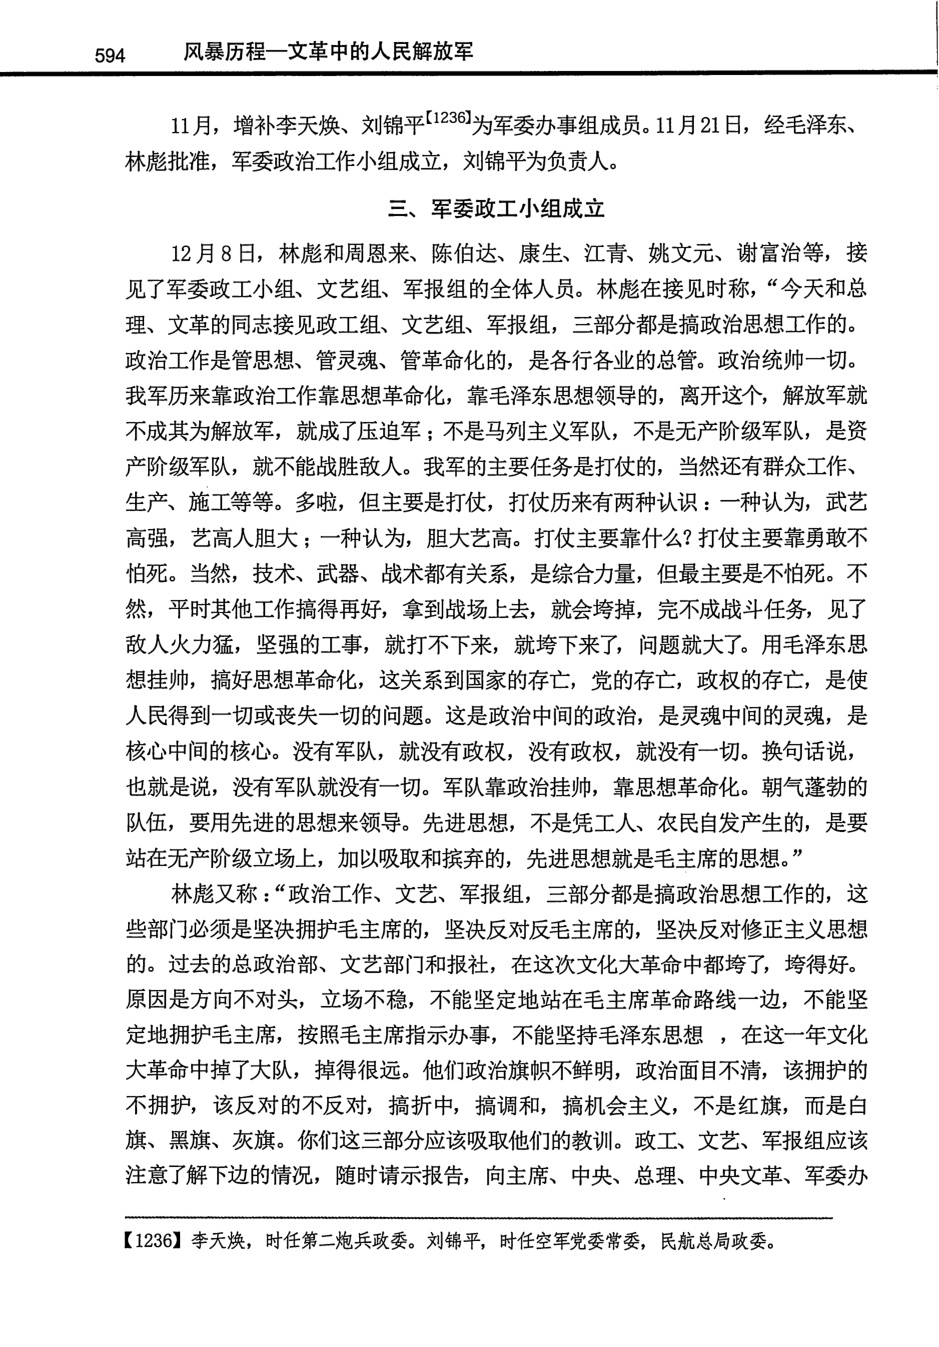 594 风暴历程—文革中的人民解放军
11月，增补李天焕、刘锦平【1236】为军委办事组成员。11月21日，经毛泽东、
林彪批准，军委政治工作小组成立，刘锦平为负责人。
三、军委政工小组成立
12月8日，林彪和周恩来、陈伯达、康生、江青、姚文元、谢富治等，接
见了军委政工小组、文艺组、军报组的全体人员。林彪在接见时称，“今天和总
理、文革的同志接见政工组、文艺组、军报组，三部分都是搞政治思想工作的。
政治工作是管思想、管灵魂、管革命化的，是各行各业的总管。政治统帅一切。
我军历来靠政治工作靠思想革命化，靠毛泽东思想领导的，离开这个，解放军就
不成其为解放军，就成了压迫军；不是马列主义军队，不是无产阶级军队，是资
产阶级军队，就不能战胜敌人。我军的主要任务是打仗的，当然还有群众工作、
生产、施工等等。多啦，但主要是打仗，打仗历来有两种认识：一种认为，武艺
高强，艺高人胆大；一种认为，胆大艺高。打仗主要靠什么？打仗主要靠勇敢不
怕死。当然，技术、武器、战术都有关系，是综合力量，但最主要是不怕死。不
然，平时其他工作搞得再好，拿到战场上去，就会垮掉，完不成战斗任务，见了
敌人火力猛，坚强的工事，就打不下来，就垮下来了，问题就大了。用毛泽东思
想挂帅，搞好思想革命化，这关系到国家的存亡，党的存亡，政权的存亡，是使
人民得到一切或丧失一切的问题。这是政治中间的政治，是灵魂中间的灵魂，是
核心中间的核心。没有军队，就没有政权，没有政权，就没有一切。换句话说，
也就是说，没有军队就没有一切。军队靠政治挂帅，靠思想革命化。朝气蓬勃的
队伍，要用先进的思想来领导。先进思想，不是凭工人、农民自发产生的，是要
站在无产阶级立场上，加以吸取和摈弃的，先进思想就是毛主席的思想。”
林彪又称：“政治工作、文艺、军报组，三部分都是搞政治思想工作的，这
些部门必须是坚决拥护毛主席的，坚决反对反毛主席的，坚决反对修正主义思想
的。过去的总政治部、文艺部门和报社，在这次文化大革命中都垮了，垮得好。
原因是方向不对头，立场不稳，不能坚定地站在毛主席革命路线一边，不能坚
定地拥护毛主席，按照毛主席指示办事，不能坚持毛泽东思想 ，在这一年文化
大革命中掉了大队，掉得很远。他们政治旗帜不鲜明，政治面目不清，该拥护的
不拥护，该反对的不反对，搞折中，搞调和，搞机会主义，不是红旗，而是白
旗、黑旗、灰旗。你们这三部分应该吸取他们的教训。政工、文艺、军报组应该
注意了解下边的情况，随时请示报告，向主席、中央、总理、中央文革、军委办
【1236】李天焕，时任第二炮兵政委。刘锦平，时任空军党委常委，民航总局政委。